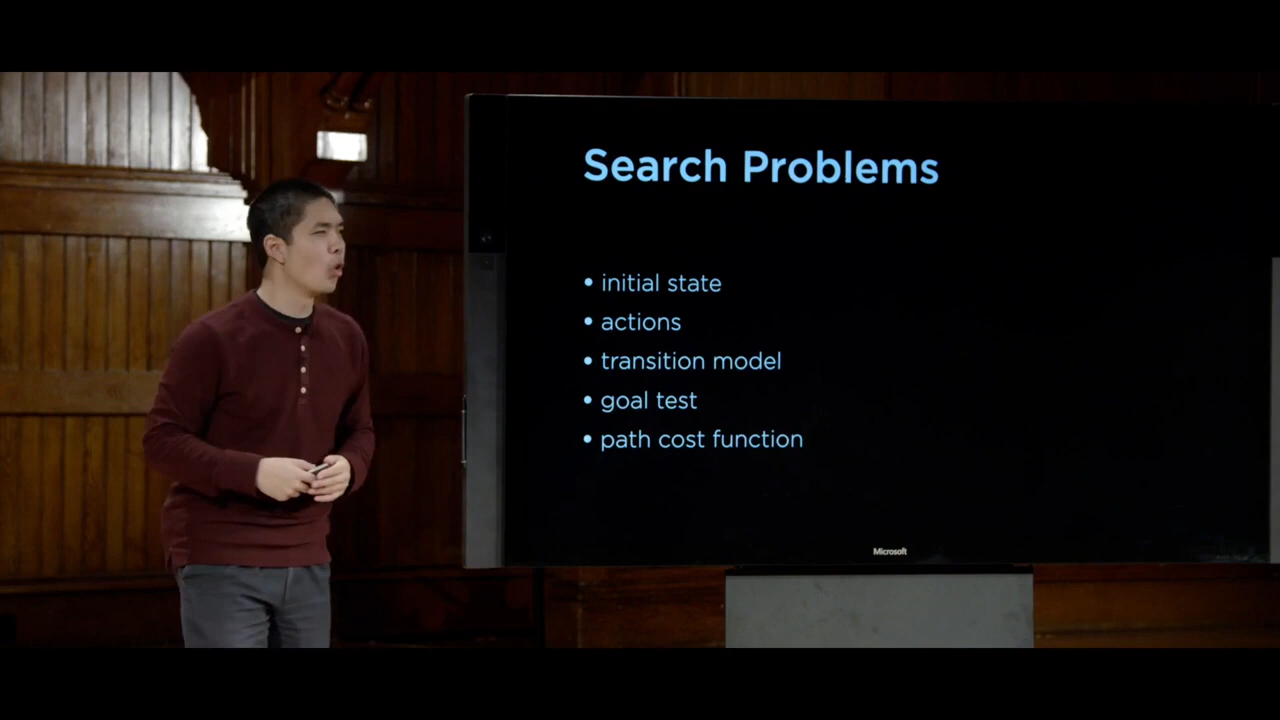 Search Problems
• initial state
• actions
• transition model
• goal test
• path cost function
Microsoft